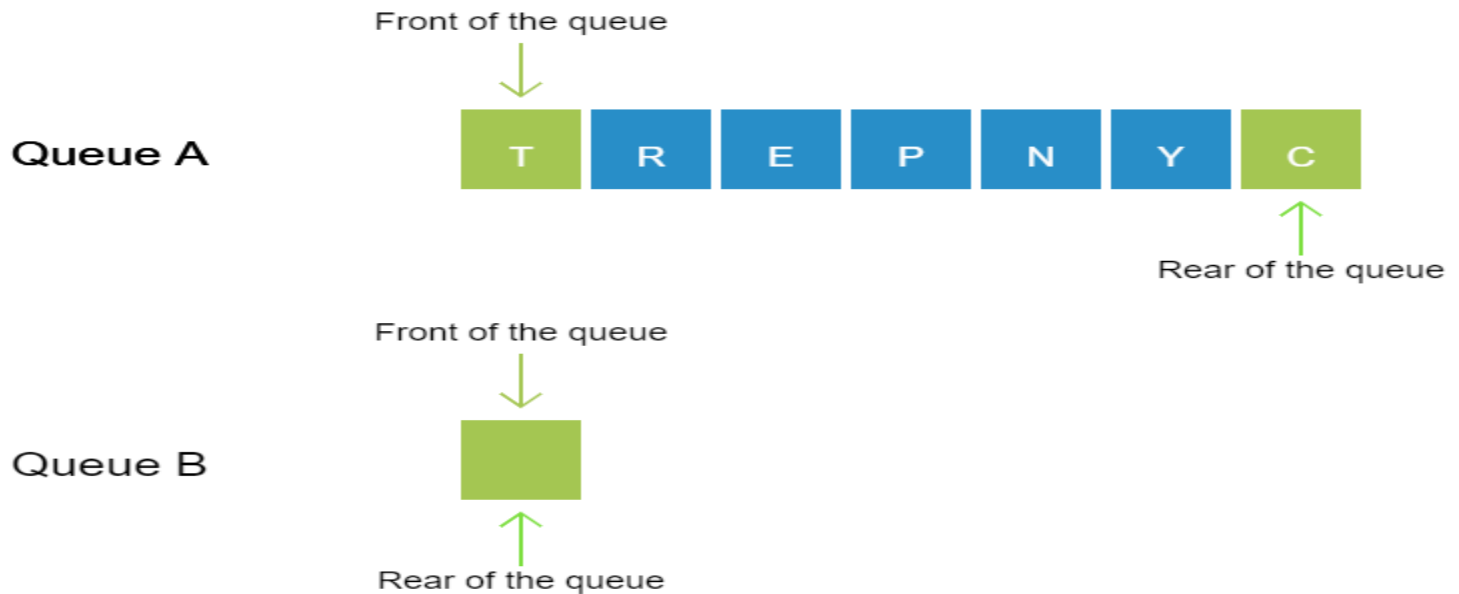 Front of the queue
Queue A
T R E P N Y C
Rear of the queue
Front of the queue
Queue B
Rear of the queue